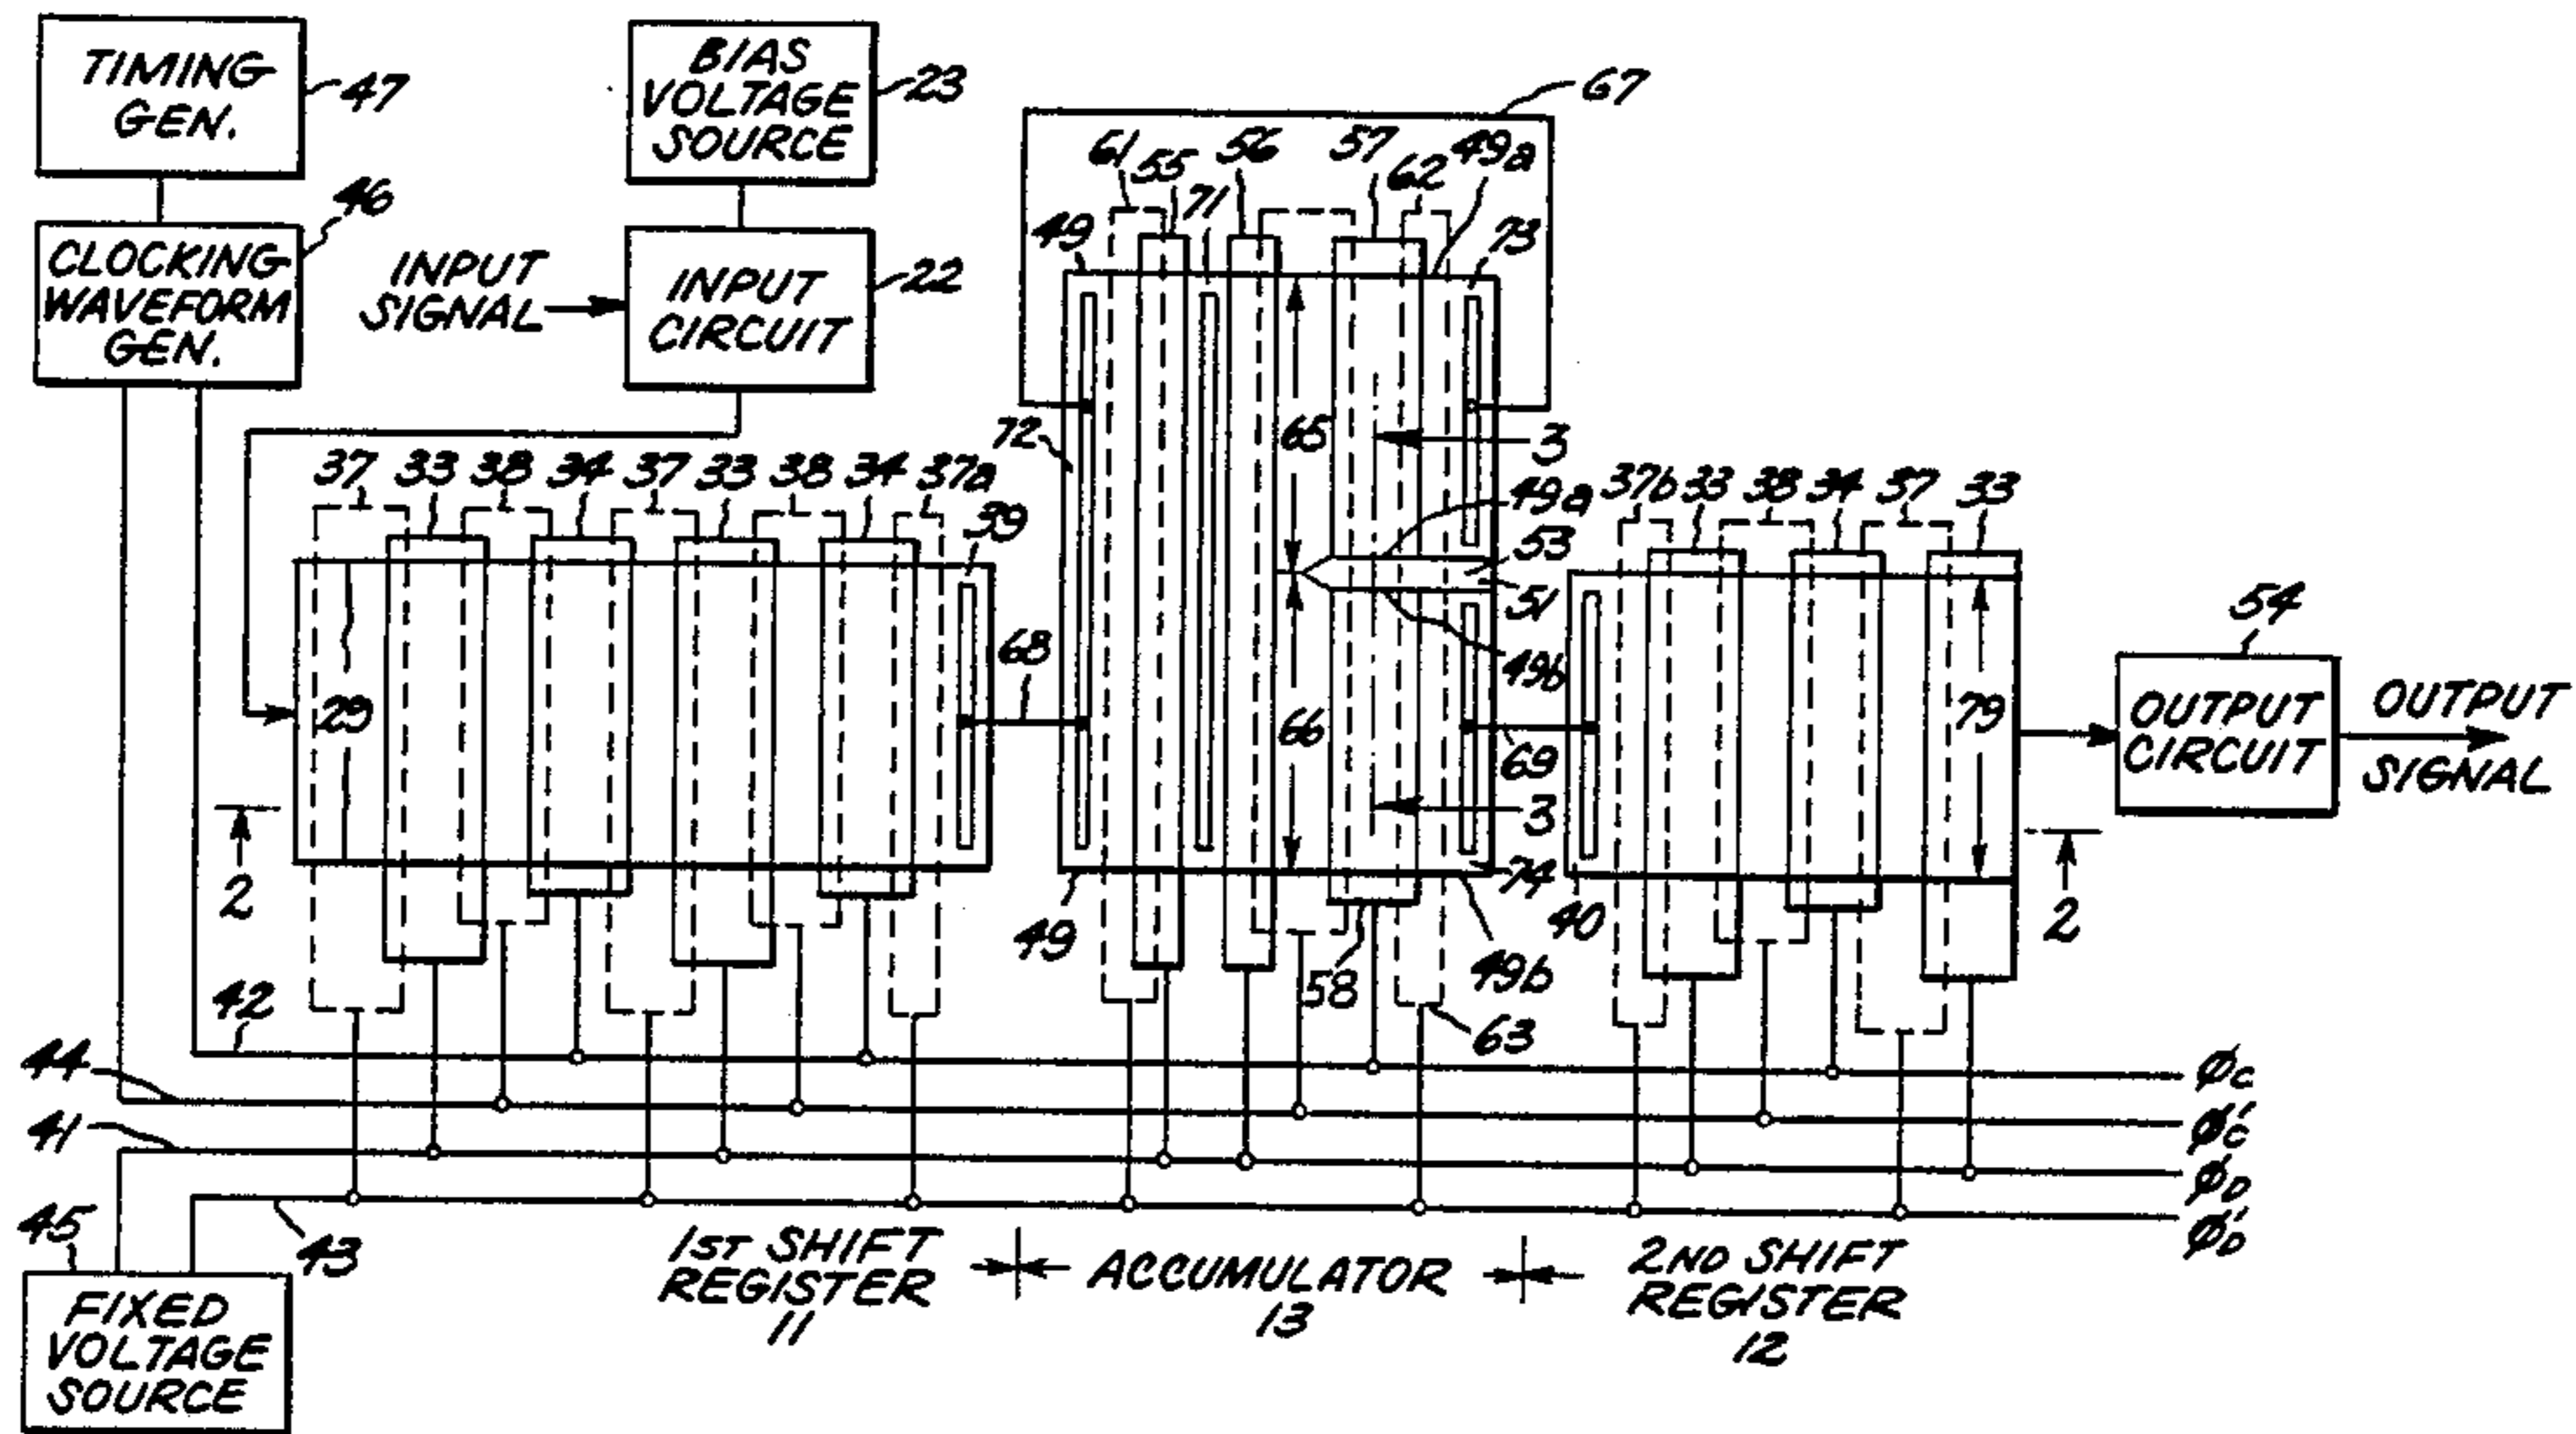 TIMING
GEN.
47
BIAS
VOLTAGE
SOURCE
23
67
61 55 71 56 57 62 49a
46
CLOCKING
WAVEFORM
GEN.
INPUT
SIGNAL
INPUT
CIRCUIT
22
49
73
72
65
3
37 33 38 34 37 33 38 34 37a
39
49a
53
51
37b 33 38 34 37 33
54
68
29
49b
66
69
79
OUTPUT
CIRCUIT
OUTPUT
SIGNAL
3
2
74
40
2
49
58
49b
42
63
44
41
ϕC
ϕ'C
ϕD
ϕ'D
45
43
FIXED
VOLTAGE
SOURCE
1ST SHIFT
REGISTER
11
ACCUMULATOR
13
2ND SHIFT
REGISTER
12